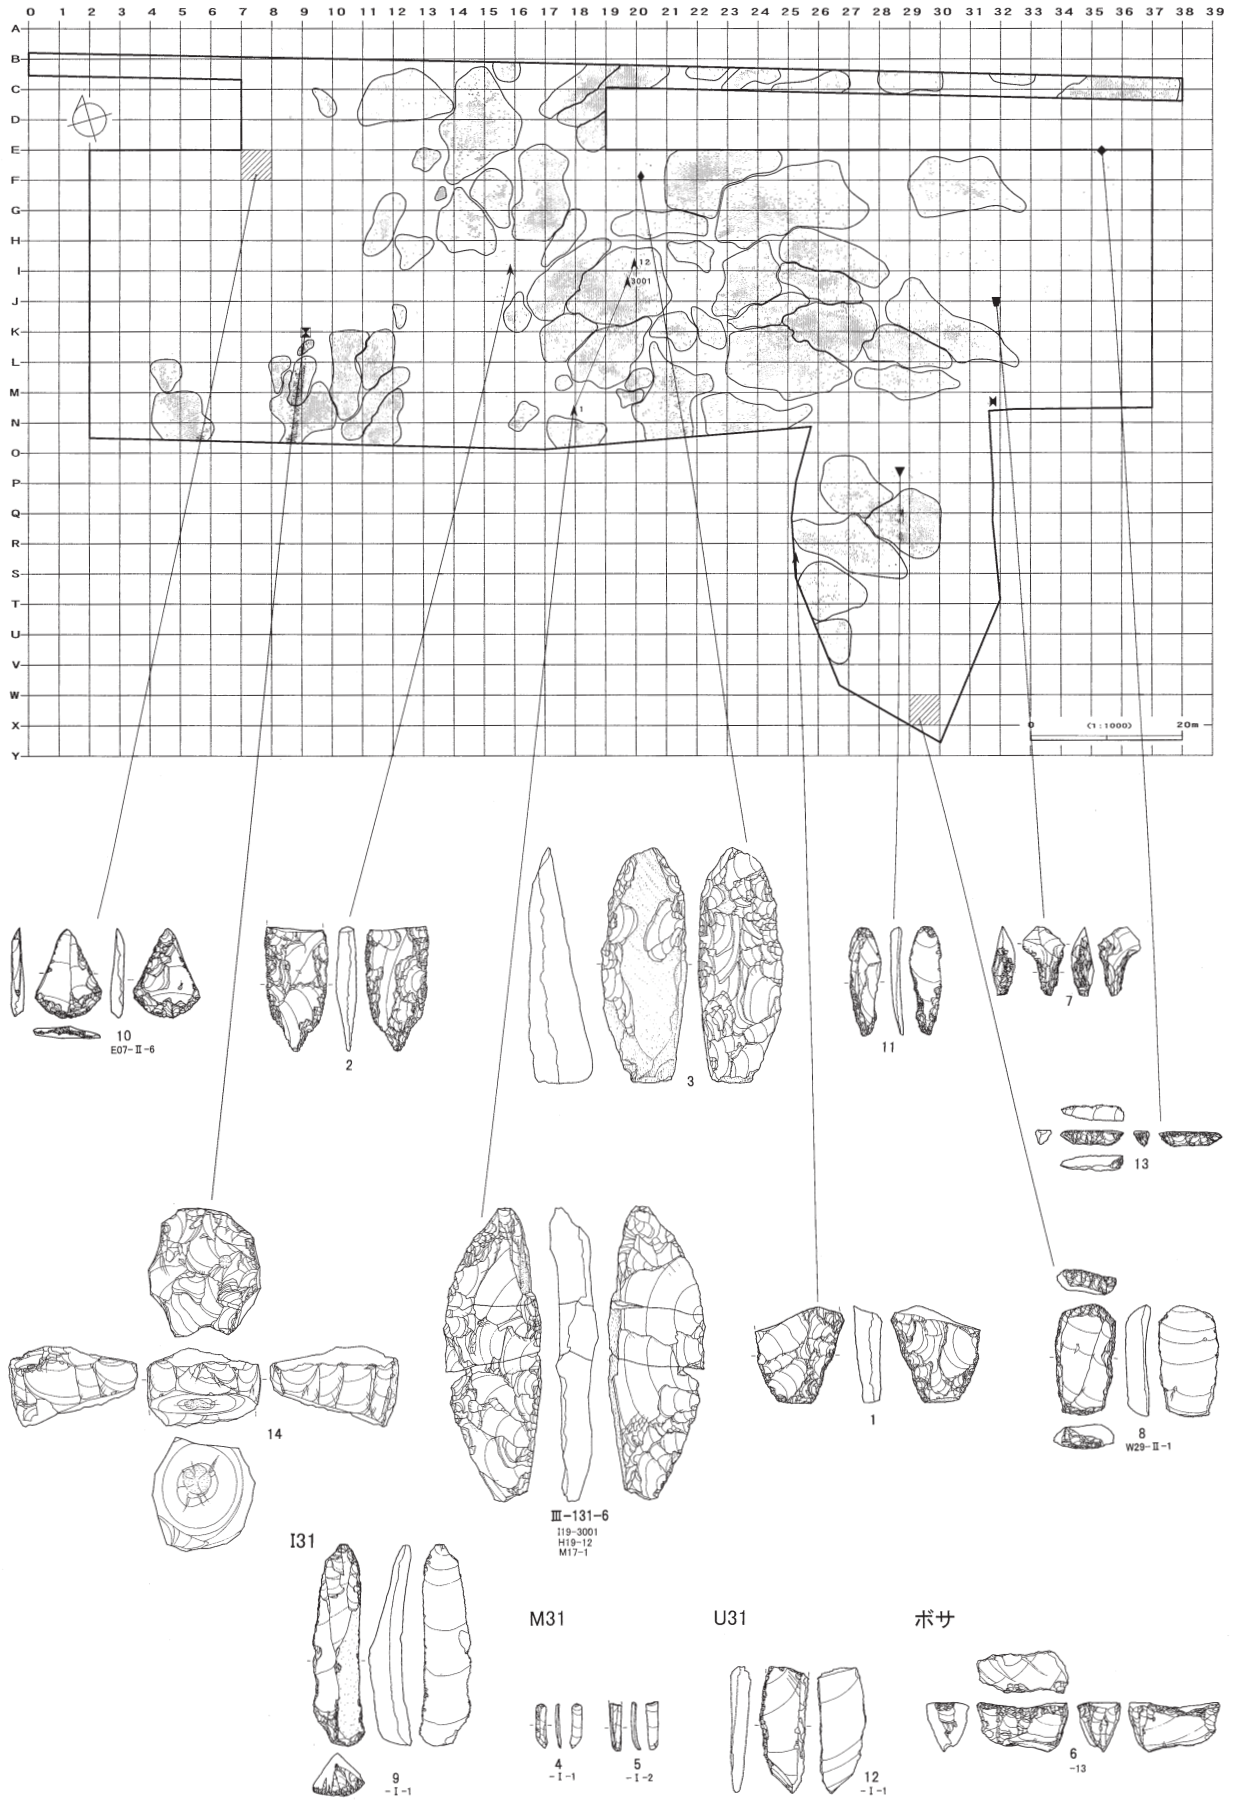 0 1 2 3 4 5 6 7 8 9 10 11 12 13 14 15 16 17 18 19 20 21 22 23 24 25 26 27 28 29 30 31 32 33 34 35 36 37 38 39
A
B
C
D
E
F
G
H
I
J
K
L
M
N
O
P
Q
R
S
T
U
V
W
X
Y
12
3001
1
0 (1:1000) 20m
10
E07-Ⅱ-6
2
3
11
7
13
14
Ⅲ-131-6
I19-3001
H19-12
M17-1
1
8
W29-Ⅱ-1
I31
9
-Ⅰ-1
M31
4
-Ⅰ-1
5
-Ⅰ-2
U31
12
-Ⅰ-1
ボサ
6
-13